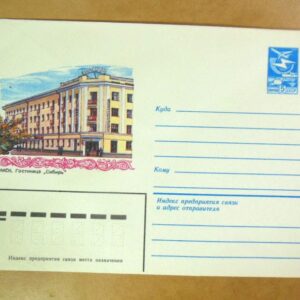 Куда
Кому
Гостиница „Сибирь"
Индекс предприятия связи
и адрес отправителя
Индекс предприятия связи места назначения